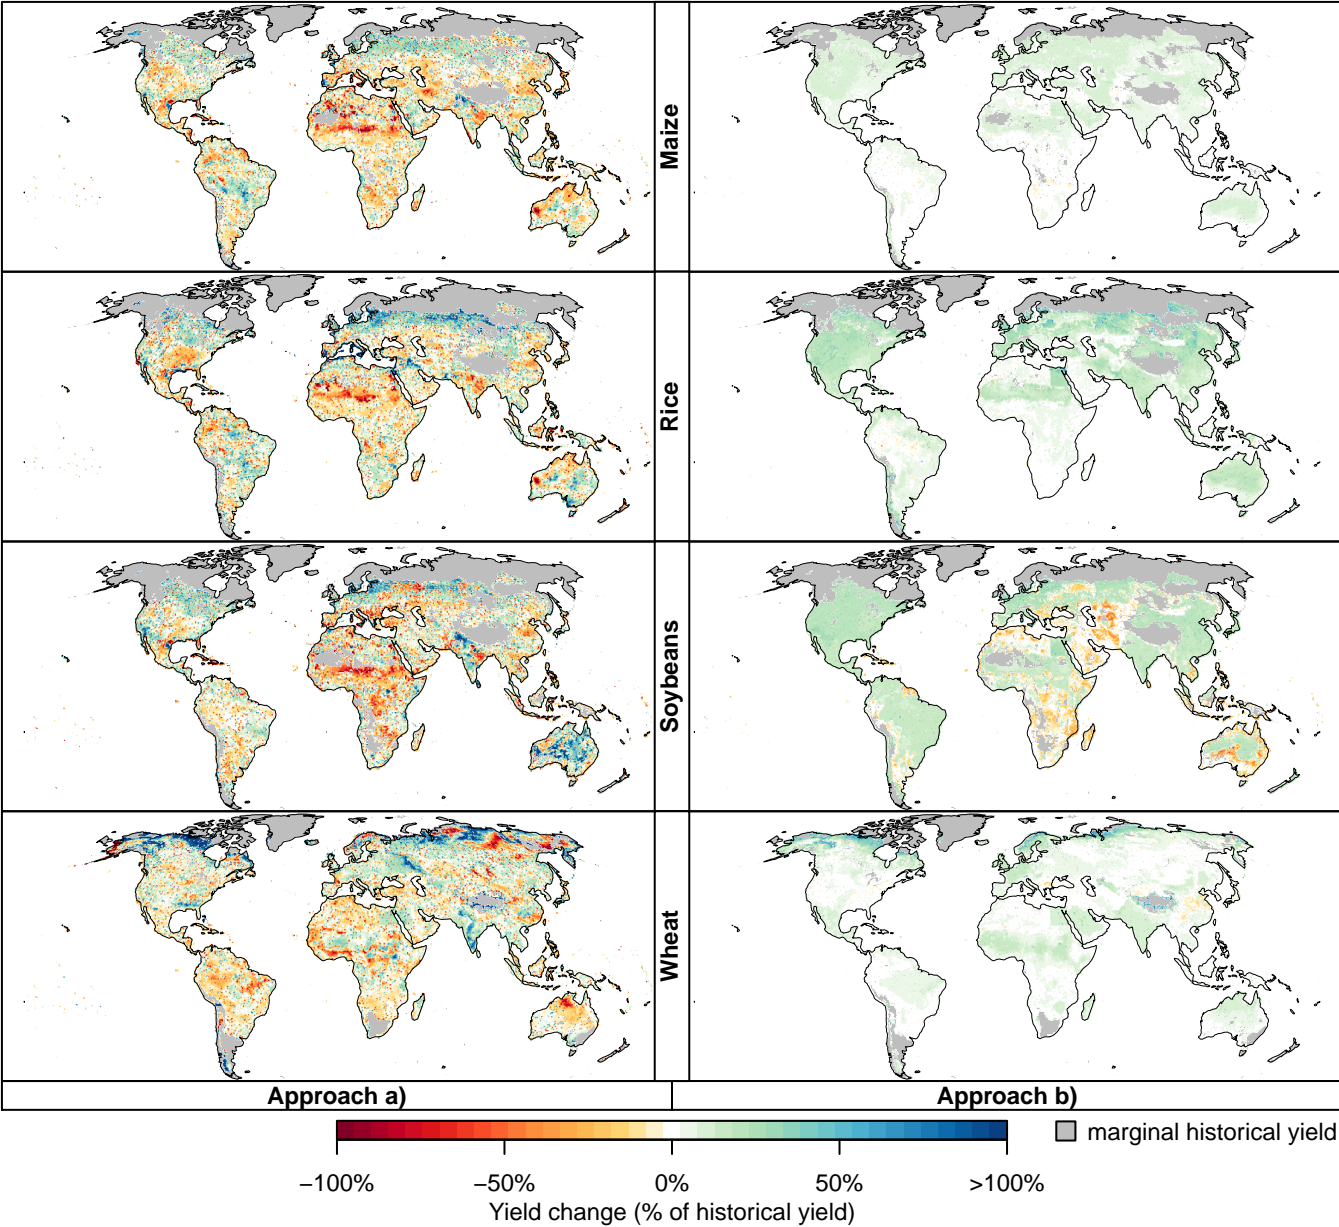 Maize
Rice
Soybeans
Wheat
Approach a)
Approach b)
marginal historical yield
−100%
−50%
0%
50%
>100%
Yield change (% of historical yield)